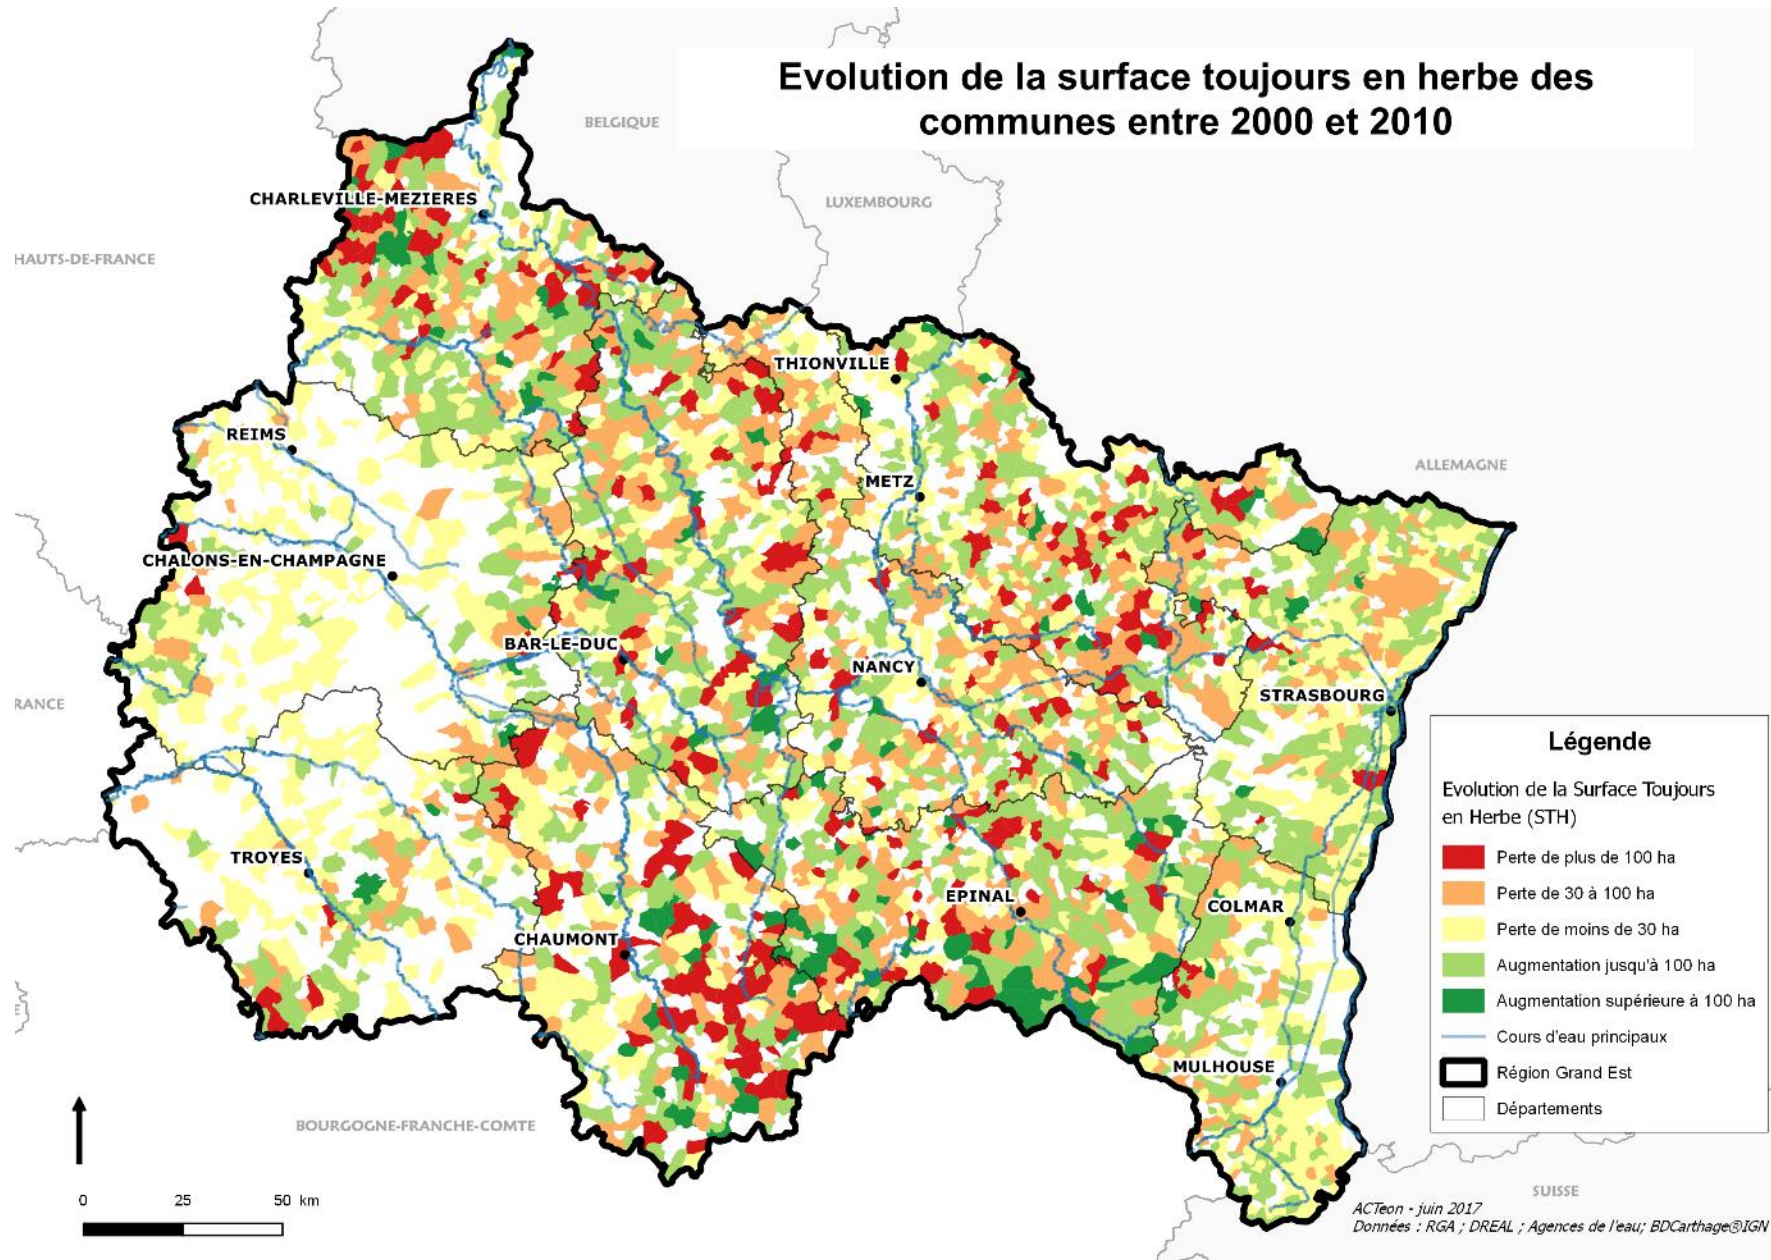 Evolution de la surface toujours en herbe des
communes entre 2000 et 2010
BELGIQUE
LUXEMBOURG
CHARLEVILLE-MEZIERES
HAUTS-DE-FRANCE
THIONVILLE
REIMS
ALLEMAGNE
METZ
CHALONS-EN-CHAMPAGNE
BAR-LE-DUC
NANCY
STRASBOURG
RANCE
TROYES
EPINAL
COLMAR
CHAUMONT
MULHOUSE
BOURGOGNE-FRANCHE-COMTE
SUISSE
Légende
Evolution de la Surface Toujours
en Herbe (STH)
Perte de plus de 100 ha
Perte de 30 à 100 ha
Perte de moins de 30 ha
Augmentation jusqu'à 100 ha
Augmentation supérieure à 100 ha
Cours d'eau principaux
Région Grand Est
Départements
0 25 50 km
ACTeon - juin 2017
Données : RGA ; DREAL ; Agences de l'eau; BDCarthage®IGN